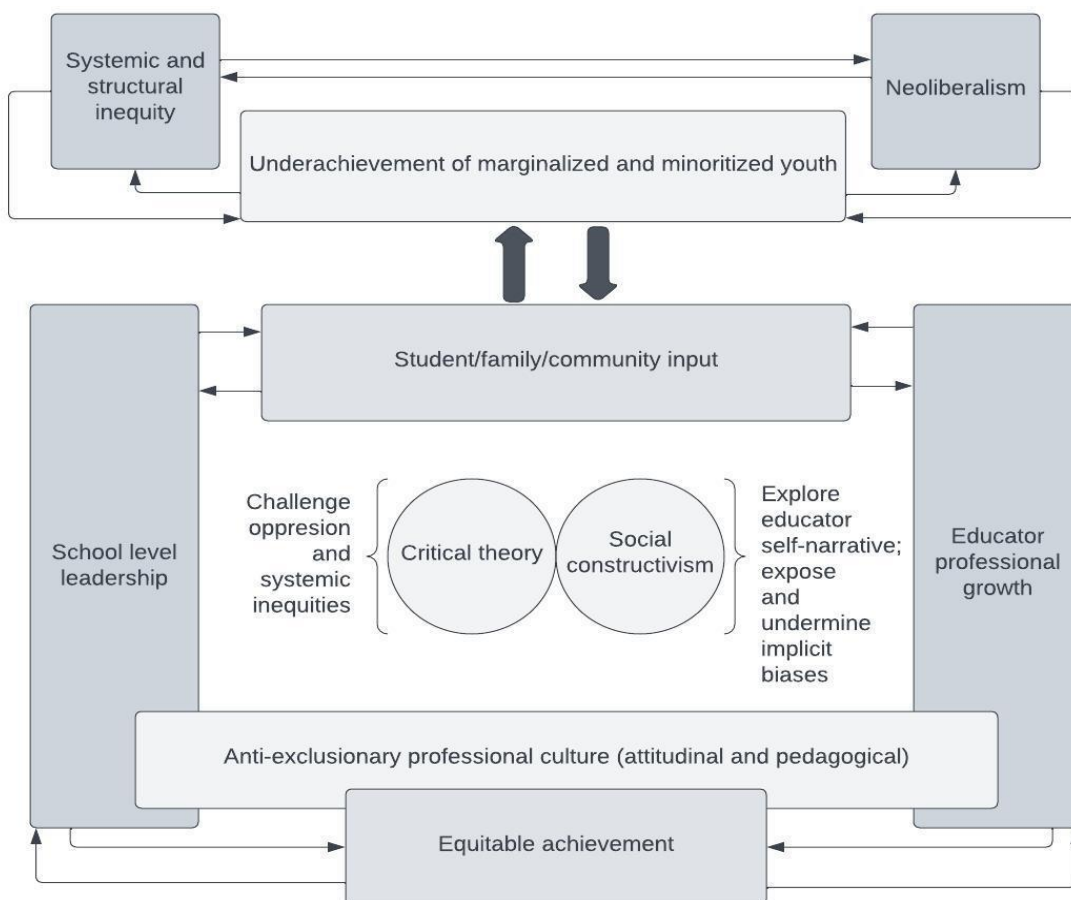 Systemic and
structural
inequity
Neoliberalism
Underachievement of marginalized and minoritized youth
Student/family/community input
School level
leadership
Challenge
oppresion
and
systemic
inequities
Critical theory
Social
constructivism
Explore
educator
self-narrative;
expose
and
undermine
implicit
biases
Educator
professional
growth
Anti-exclusionary professional culture (attitudinal and pedagogical)
Equitable achievement